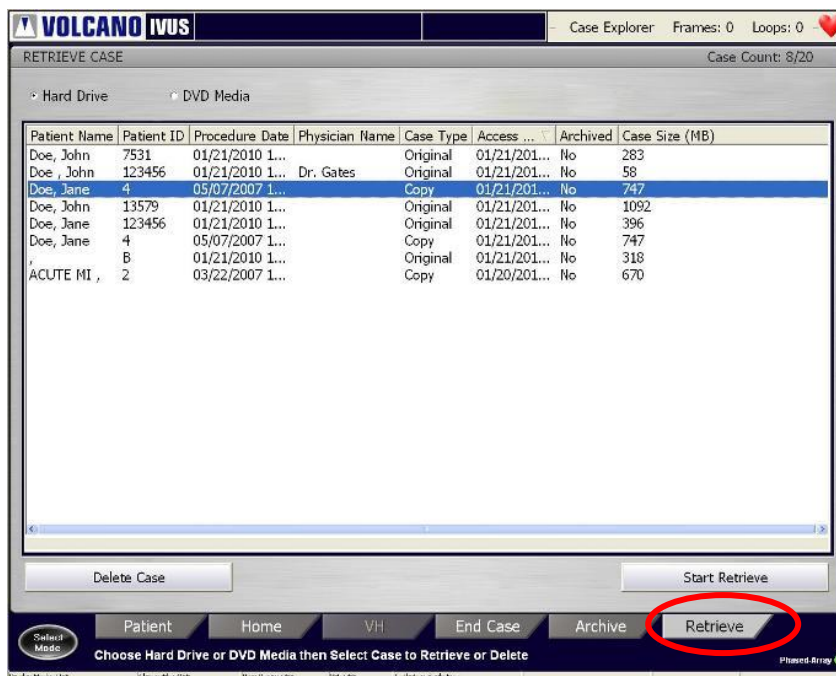 VOLCANO IVUS Case Explorer Frames: 0 Loops: 0
RETRIEVE CASE Case Count: 8/20
Hard Drive DVD Media
Patient Name Patient ID Procedure Date Physician Name Case Type Access ... Archived Case Size (MB)
Doe, John 7531 01/21/2010 1... Original 01/21/201... No 283
Doe , John 123456 01/21/2010 1... Dr. Gates Original 01/21/201... No 58
Doe, Jane 4 05/07/2007 1... Copy 01/21/201... No 747
Doe, John 13579 01/21/2010 1... Original 01/21/201... No 1092
Doe, Jane 123456 01/21/2010 1... Original 01/21/201... No 396
Doe, Jane 4 05/07/2007 1... Copy 01/21/201... No 747
, B 01/21/2010 1... Original 01/21/201... No 318
ACUTE MI , 2 03/22/2007 1... Copy 01/20/201... No 670
Delete Case Start Retrieve
Select Mode Patient Home VH End Case Archive Retrieve
Choose Hard Drive or DVD Media then Select Case to Retrieve or Delete Phased-Array